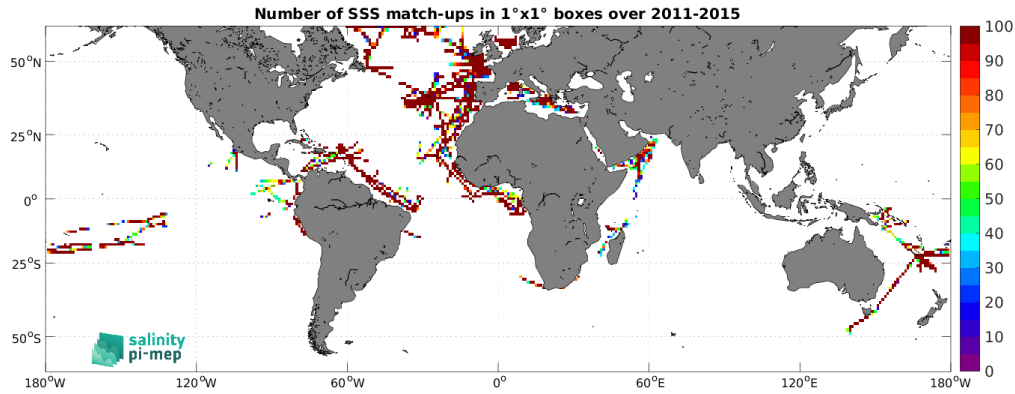 Number of SSS match-ups in 1°x1° boxes over 2011-2015
100
90
80
70
60
50
40
30
20
10
0
50°N
25°N
0°
25°S
50°S
salinity
pi-mep
180°W 120°W 60°W 0° 60°E 120°E 180°W